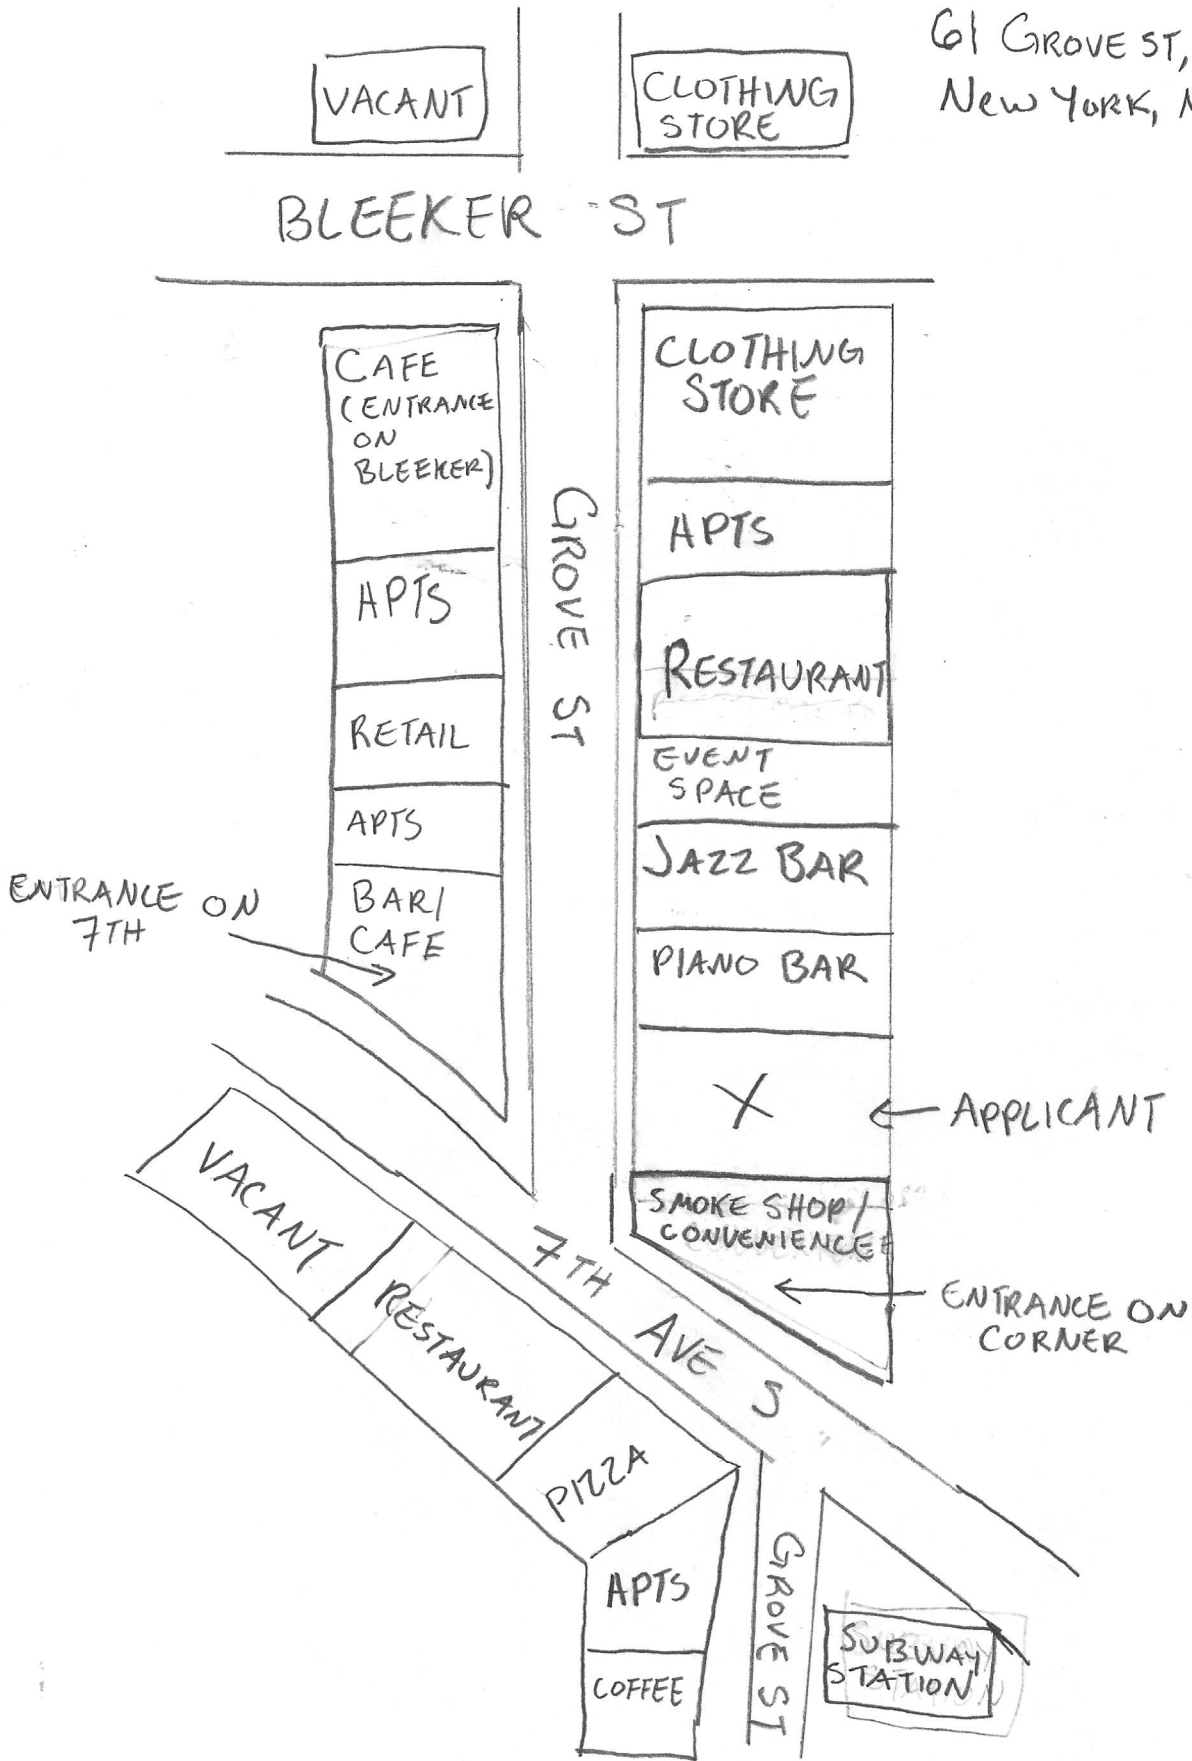 61 GROVE ST,
NEW YORK, N
VACANT
CLOTHING
STORE
BLEEKER ST
CAFE
(ENTRANCE
ON
BLEEKER)
APTS
RETAIL
APTS
BAR/
CAFE
ENTRANCE ON
7TH
GROVE ST
CLOTHING
STORE
APTS
RESTAURANT
EVENT
SPACE
JAZZ BAR
PIANO BAR
X
← APPLICANT
SMOKE SHOP/
CONVENIENCE
ENTRANCE ON
CORNER
7TH AVE S
VACANT
RESTAURANT
PIZZA
APTS
COFFEE
GROVE ST
SUBWAY
STATION